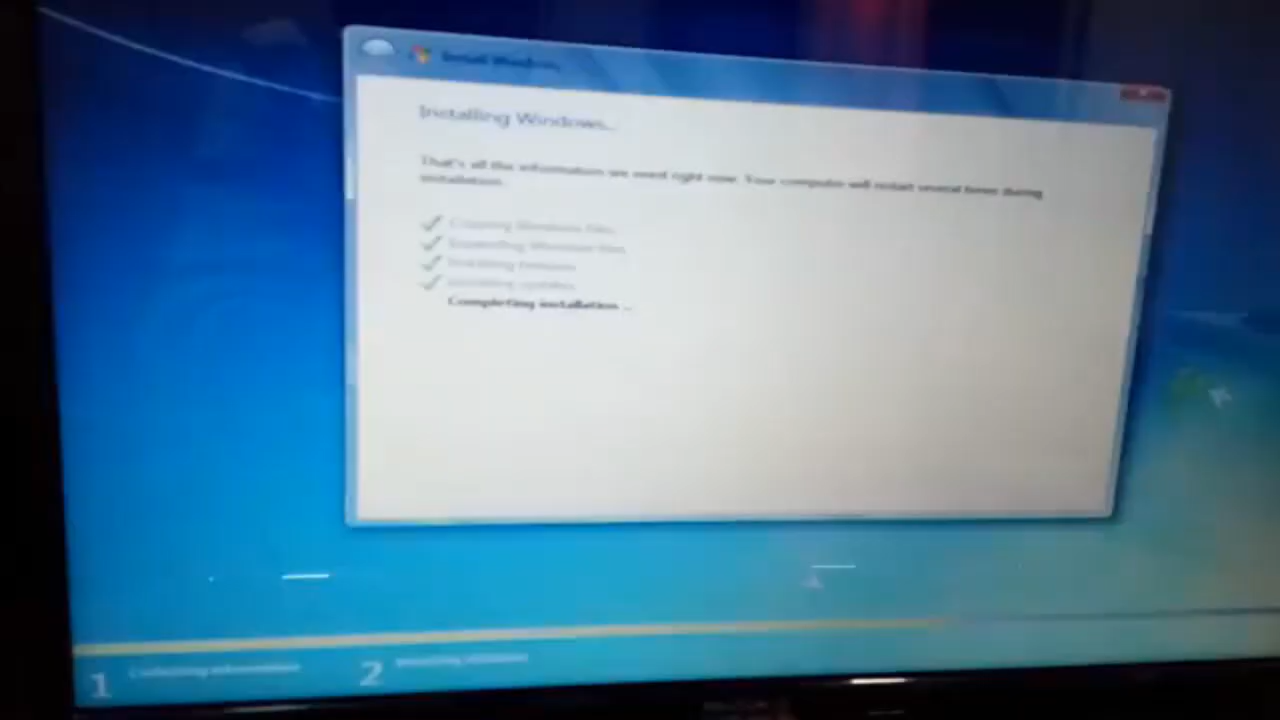 Install Windows
Installing Windows...
That's all the information we need right now. Your computer will restart several times during
installation.
Copying Windows files
Expanding Windows files
Installing features
Installing updates
Completing installation ...
1 Collecting information
2 Installing Windows